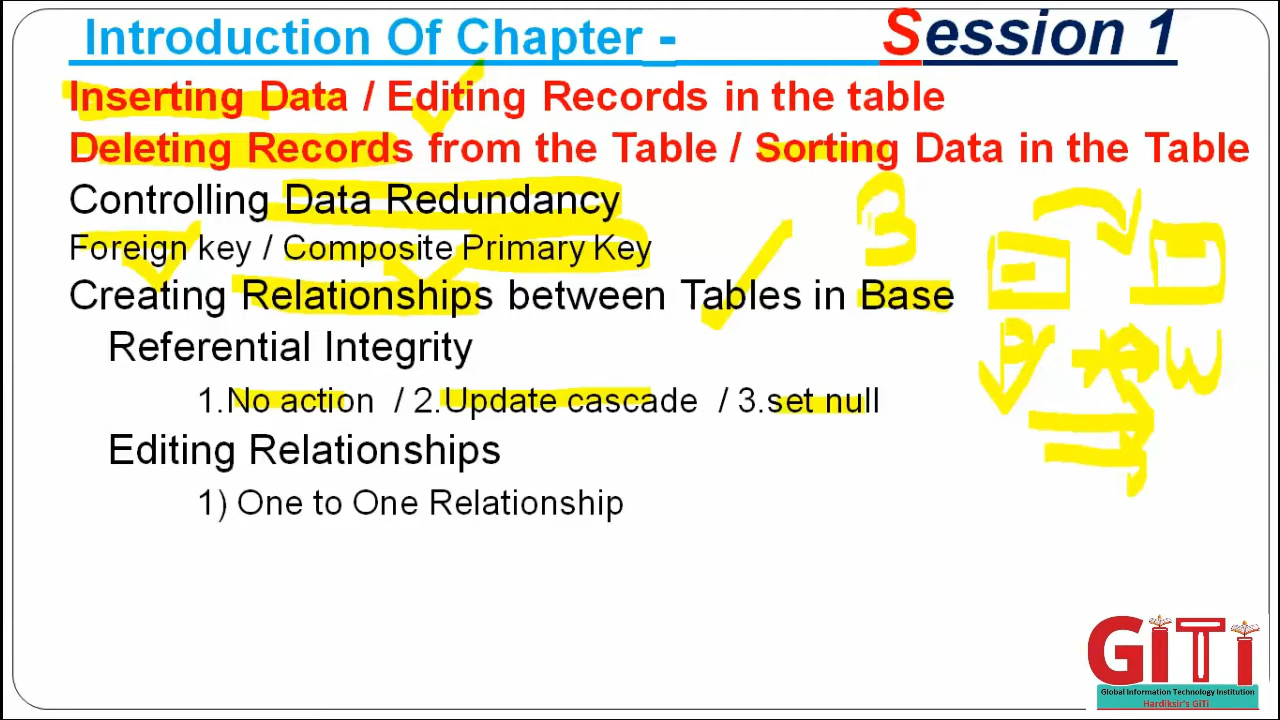 Introduction Of Chapter - Session 1
Inserting Data / Editing Records in the table
Deleting Records from the Table / Sorting Data in the Table
Controlling Data Redundancy
Foreign key / Composite Primary Key
Creating Relationships between Tables in Base
Referential Integrity
1.No action / 2.Update cascade / 3.set null
Editing Relationships
1) One to One Relationship
GiTi
Global Information Technology Institution
Hardiksir's GiTi